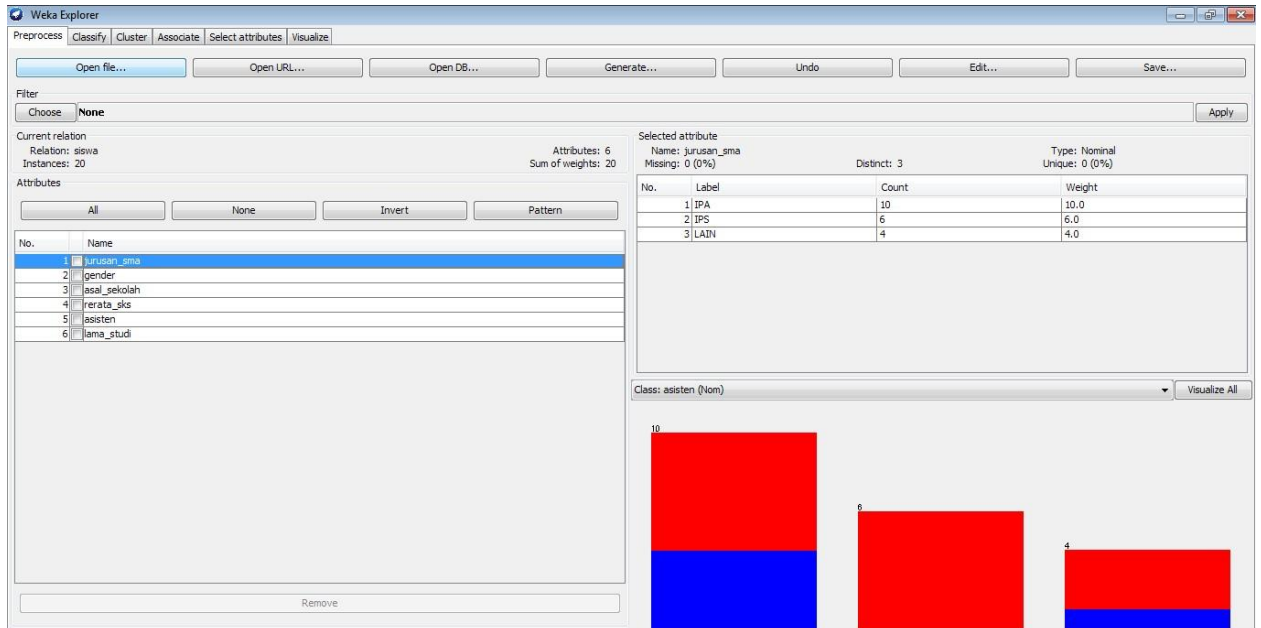 Weka Explorer
Preprocess Classify Cluster Associate Select attributes Visualize
Open file... Open URL... Open DB... Generate... Undo Edit... Save...
Filter
Choose None Apply
Current relation
Relation: siswa Attributes: 6
Instances: 20 Sum of weights: 20
Attributes
All None Invert Pattern
No. Name
1 jurusan_sma
2 gender
3 asal_sekolah
4 rerata_sks
5 asisten
6 lama_studi
Remove
Selected attribute
Name: jurusan_sma Type: Nominal
Missing: 0 (0%) Distinct: 3 Unique: 0 (0%)
No. Label Count Weight
1 IPA 10 10.0
2 IPS 6 6.0
3 LAIN 4 4.0
Class: asisten (Nom) Visualize All
10
6
4